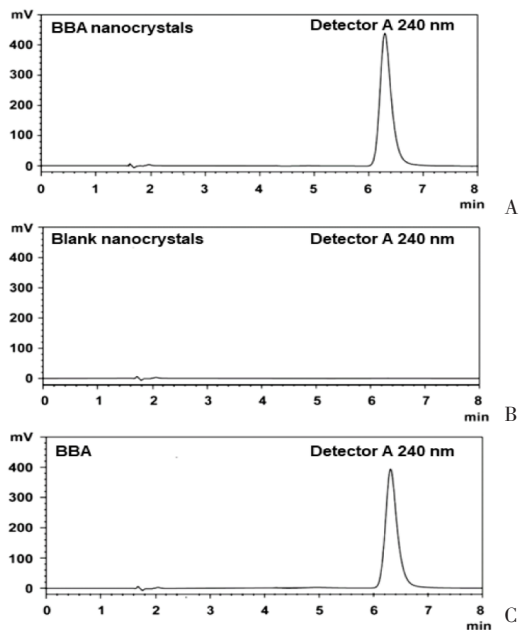 mV
BBA nanocrystals Detector A 240 nm
400
300
200
100
0
0 1 2 3 4 5 6 7 8
min
A
mV
Blank nanocrystals Detector A 240 nm
400
300
200
100
0
0 1 2 3 4 5 6 7 8
min
B
mV
BBA Detector A 240 nm
400
300
200
100
0
0 1 2 3 4 5 6 7 8
min
C